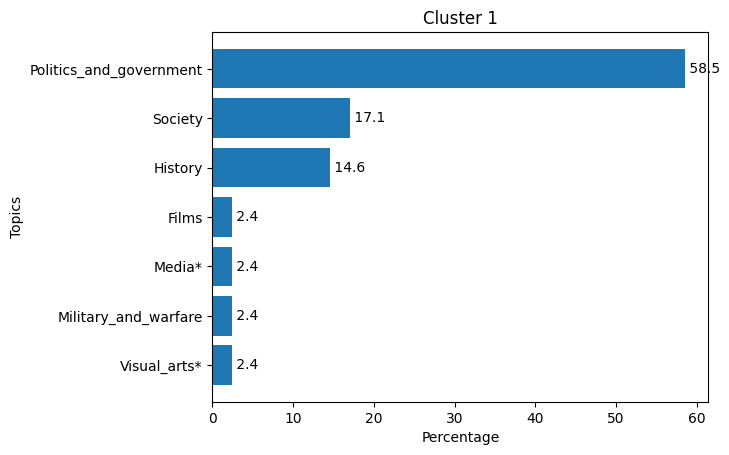 Cluster 1
Politics_and_government 58.5
Society 17.1
History 14.6
Films 2.4
Media* 2.4
Military_and_warfare 2.4
Visual_arts* 2.4
Topics
0 10 20 30 40 50 60
Percentage